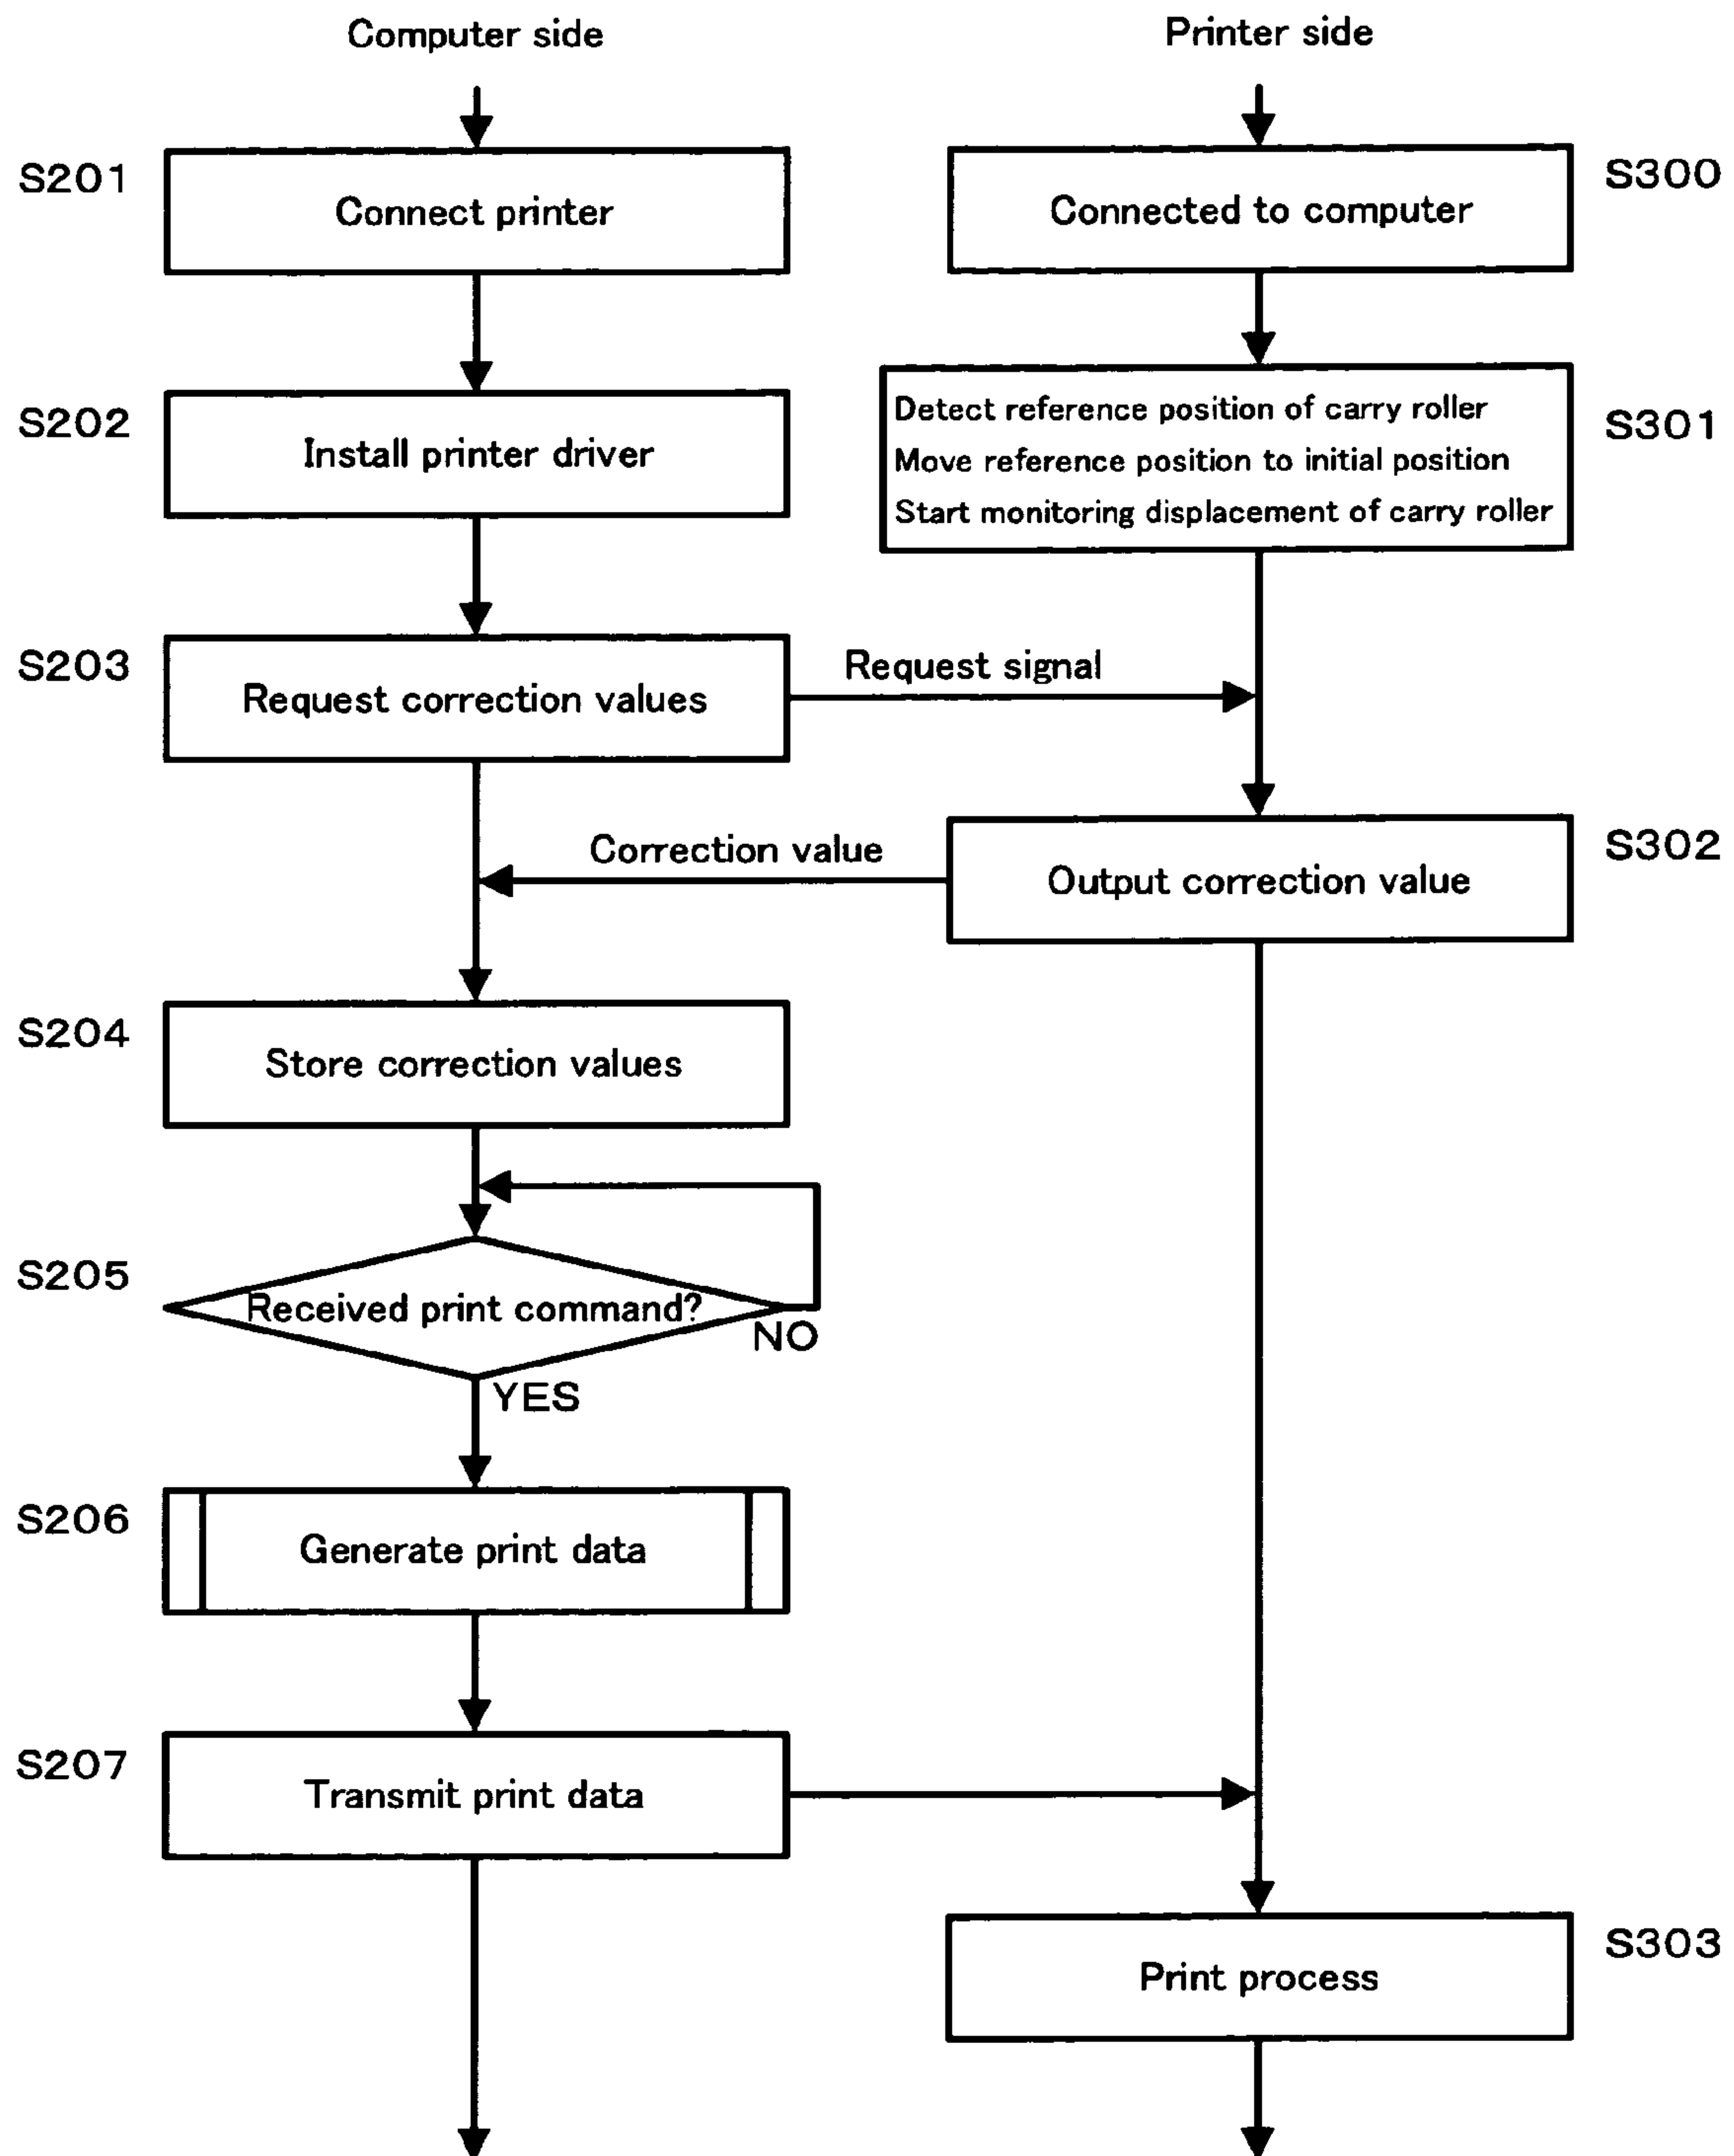 Computer side
Printer side
S201
Connect printer
Connected to computer
S300
S202
Install printer driver
Detect reference position of carry roller
Move reference position to initial position
Start monitoring displacement of carry roller
S301
S203
Request correction values
Request signal
Correction value
Output correction value
S302
S204
Store correction values
S205
Received print command?
NO
YES
S206
Generate print data
S207
Transmit print data
Print process
S303